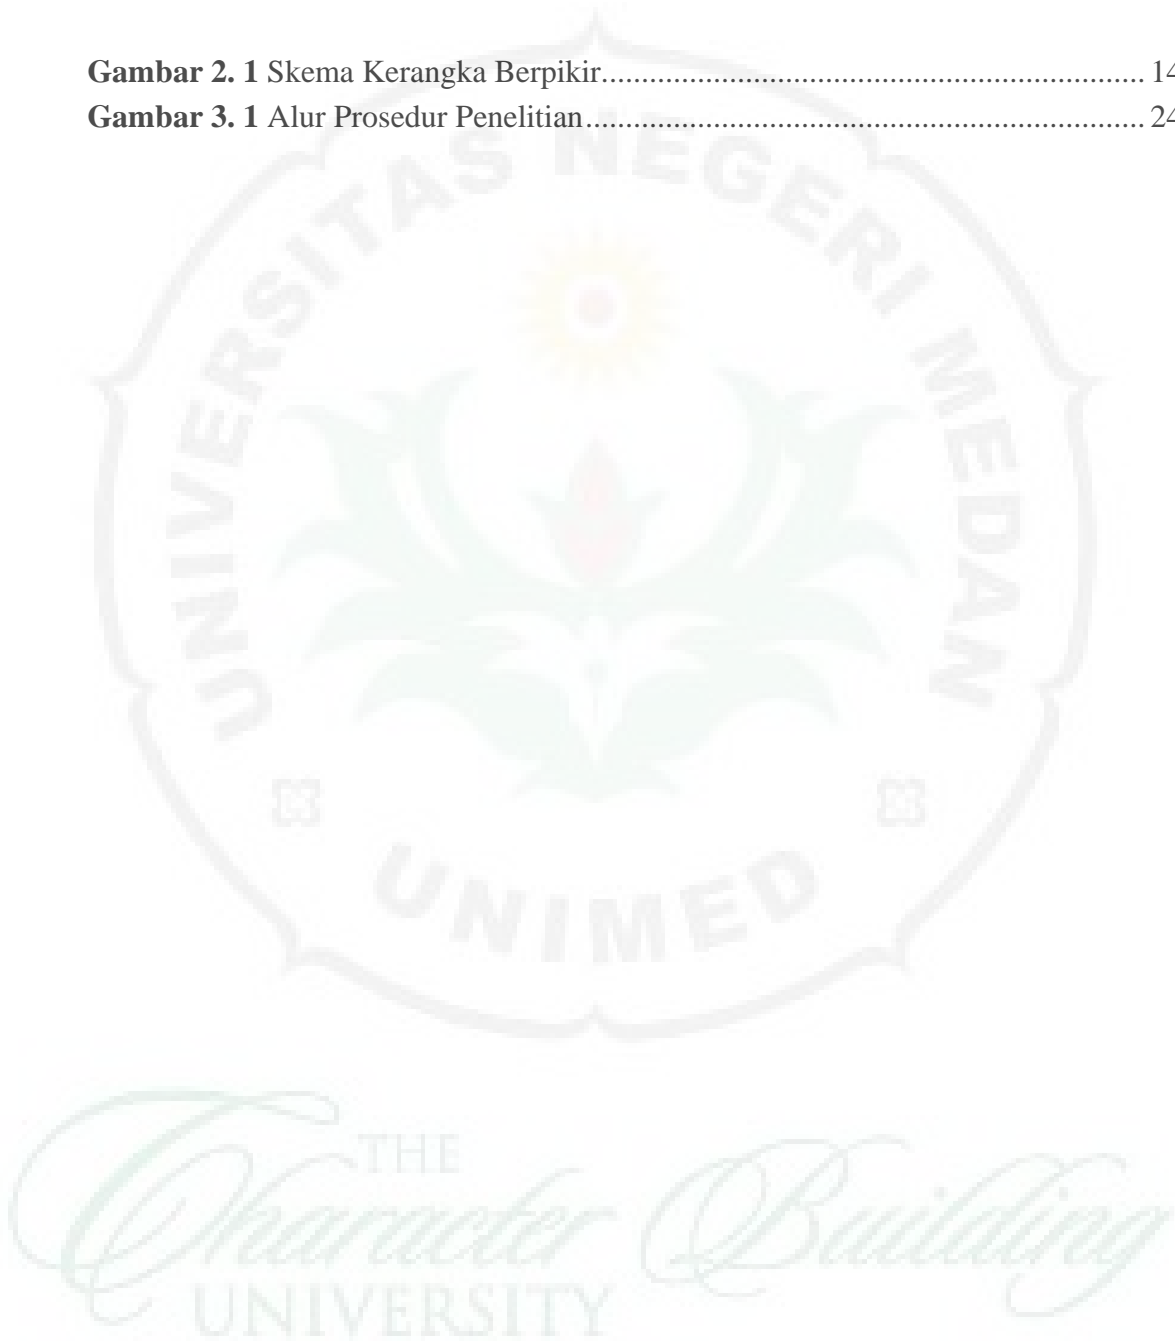 Gambar 2. 1 Skema Kerangka Berpikir.................................................................... 14
Gambar 3. 1 Alur Prosedur Penelitian...................................................................... 24
UNIVERSITAS NEGERI MEDAN
UNIMED
THE
Character Building
UNIVERSITY